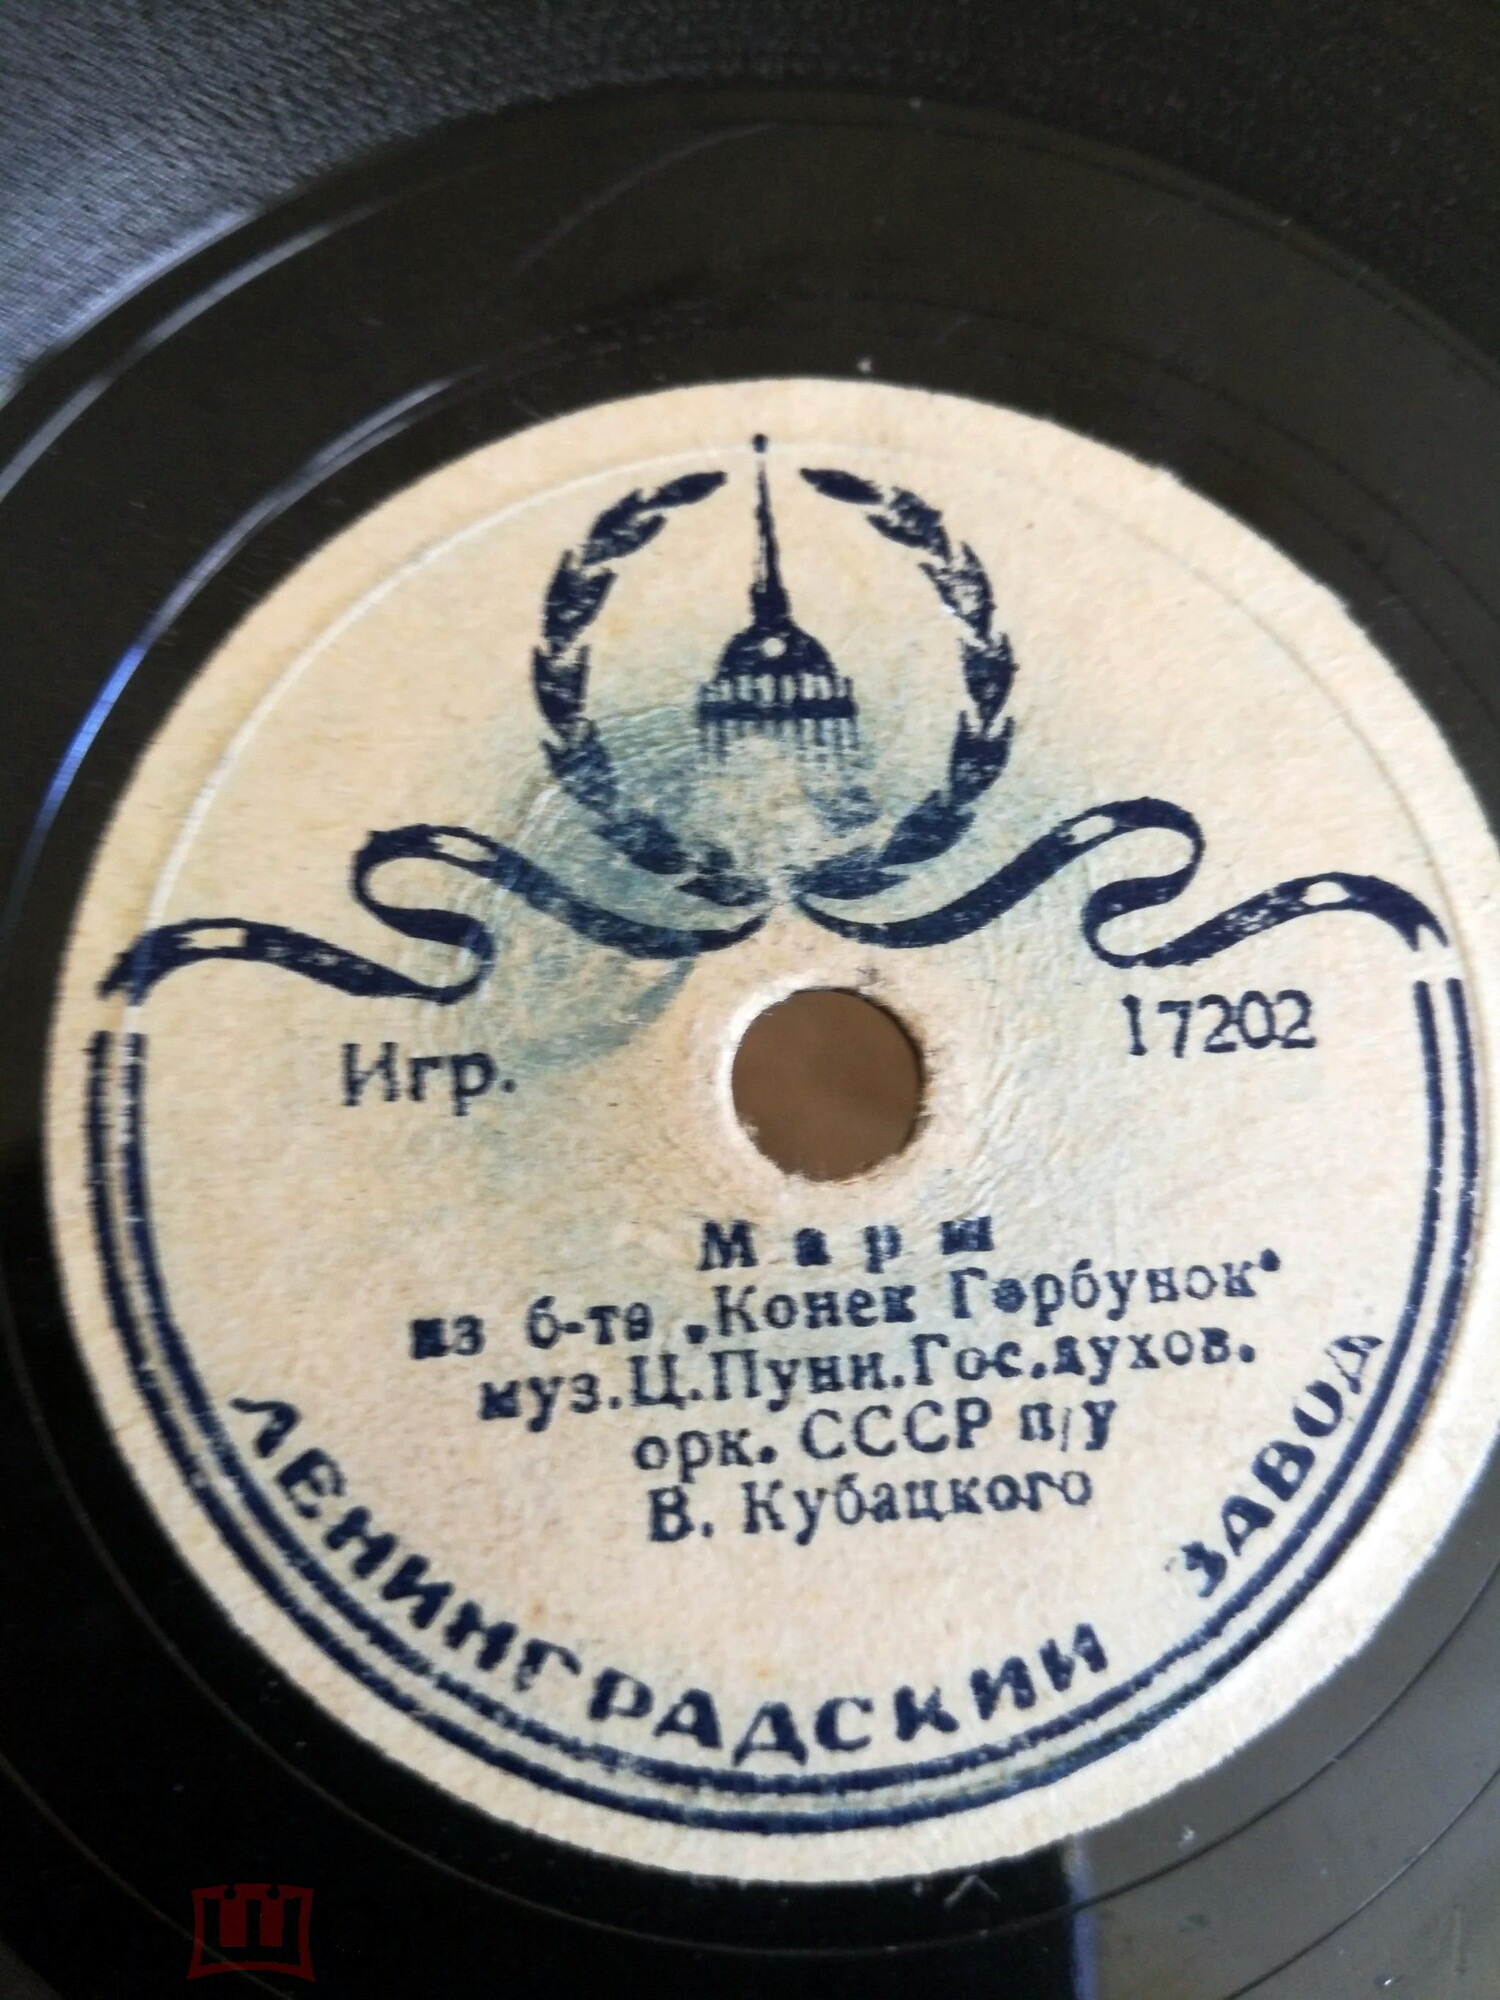 Игр.
17202
Марш
из б-та „Конек Горбунок“
муз.Ц.Пуни.Гос.духов.
орк. СССР п/у
В. Кубацкого
ЛЕНИНГРАДСКИЙ ЗАВОД